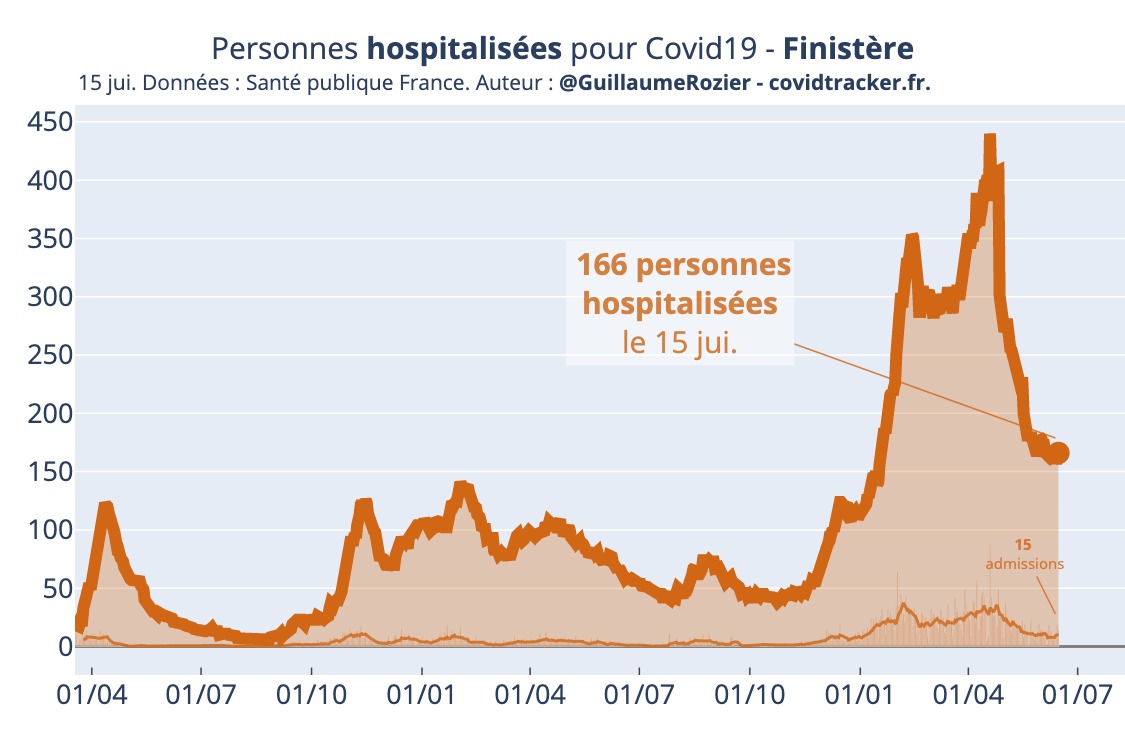 Personnes hospitalisées pour Covid19 - Finistère
15 jui. Données : Santé publique France. Auteur : @GuillaumeRozier - covidtracker.fr.
450
400
350
300
250
200
150
100
50
0
166 personnes
hospitalisées
le 15 jui.
15
admissions
01/04 01/07 01/10 01/01 01/04 01/07 01/10 01/01 01/04 01/07